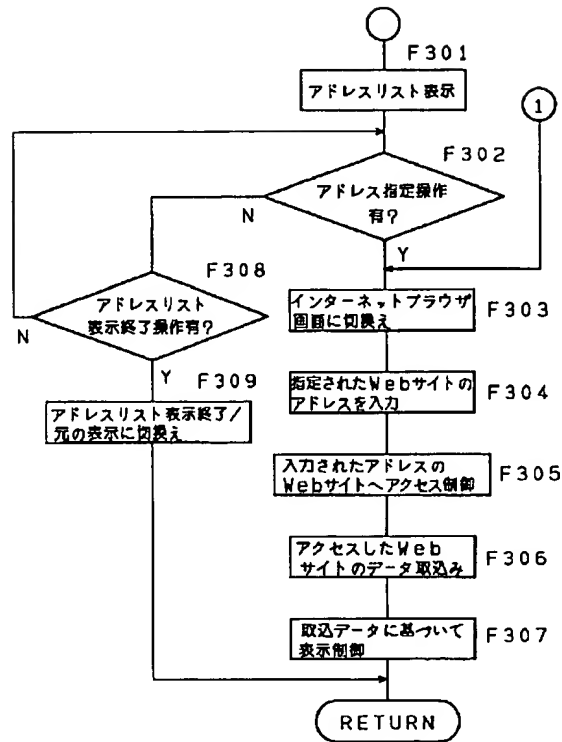 F301
アドレスリスト表示
1
F302
アドレス指定操作
有?
N
Y
F308
アドレスリスト
表示終了操作有?
N
Y
インターネットブラウザ
画面に切換え
F303
F309
アドレスリスト表示終了/
元の表示に切換え
指定されたWebサイトの
アドレスを入力
F304
入力されたアドレスの
Webサイトへアクセス制御
F305
アクセスしたWeb
サイトのデータ取込み
F306
取込データに基づいて
表示制御
F307
RETURN